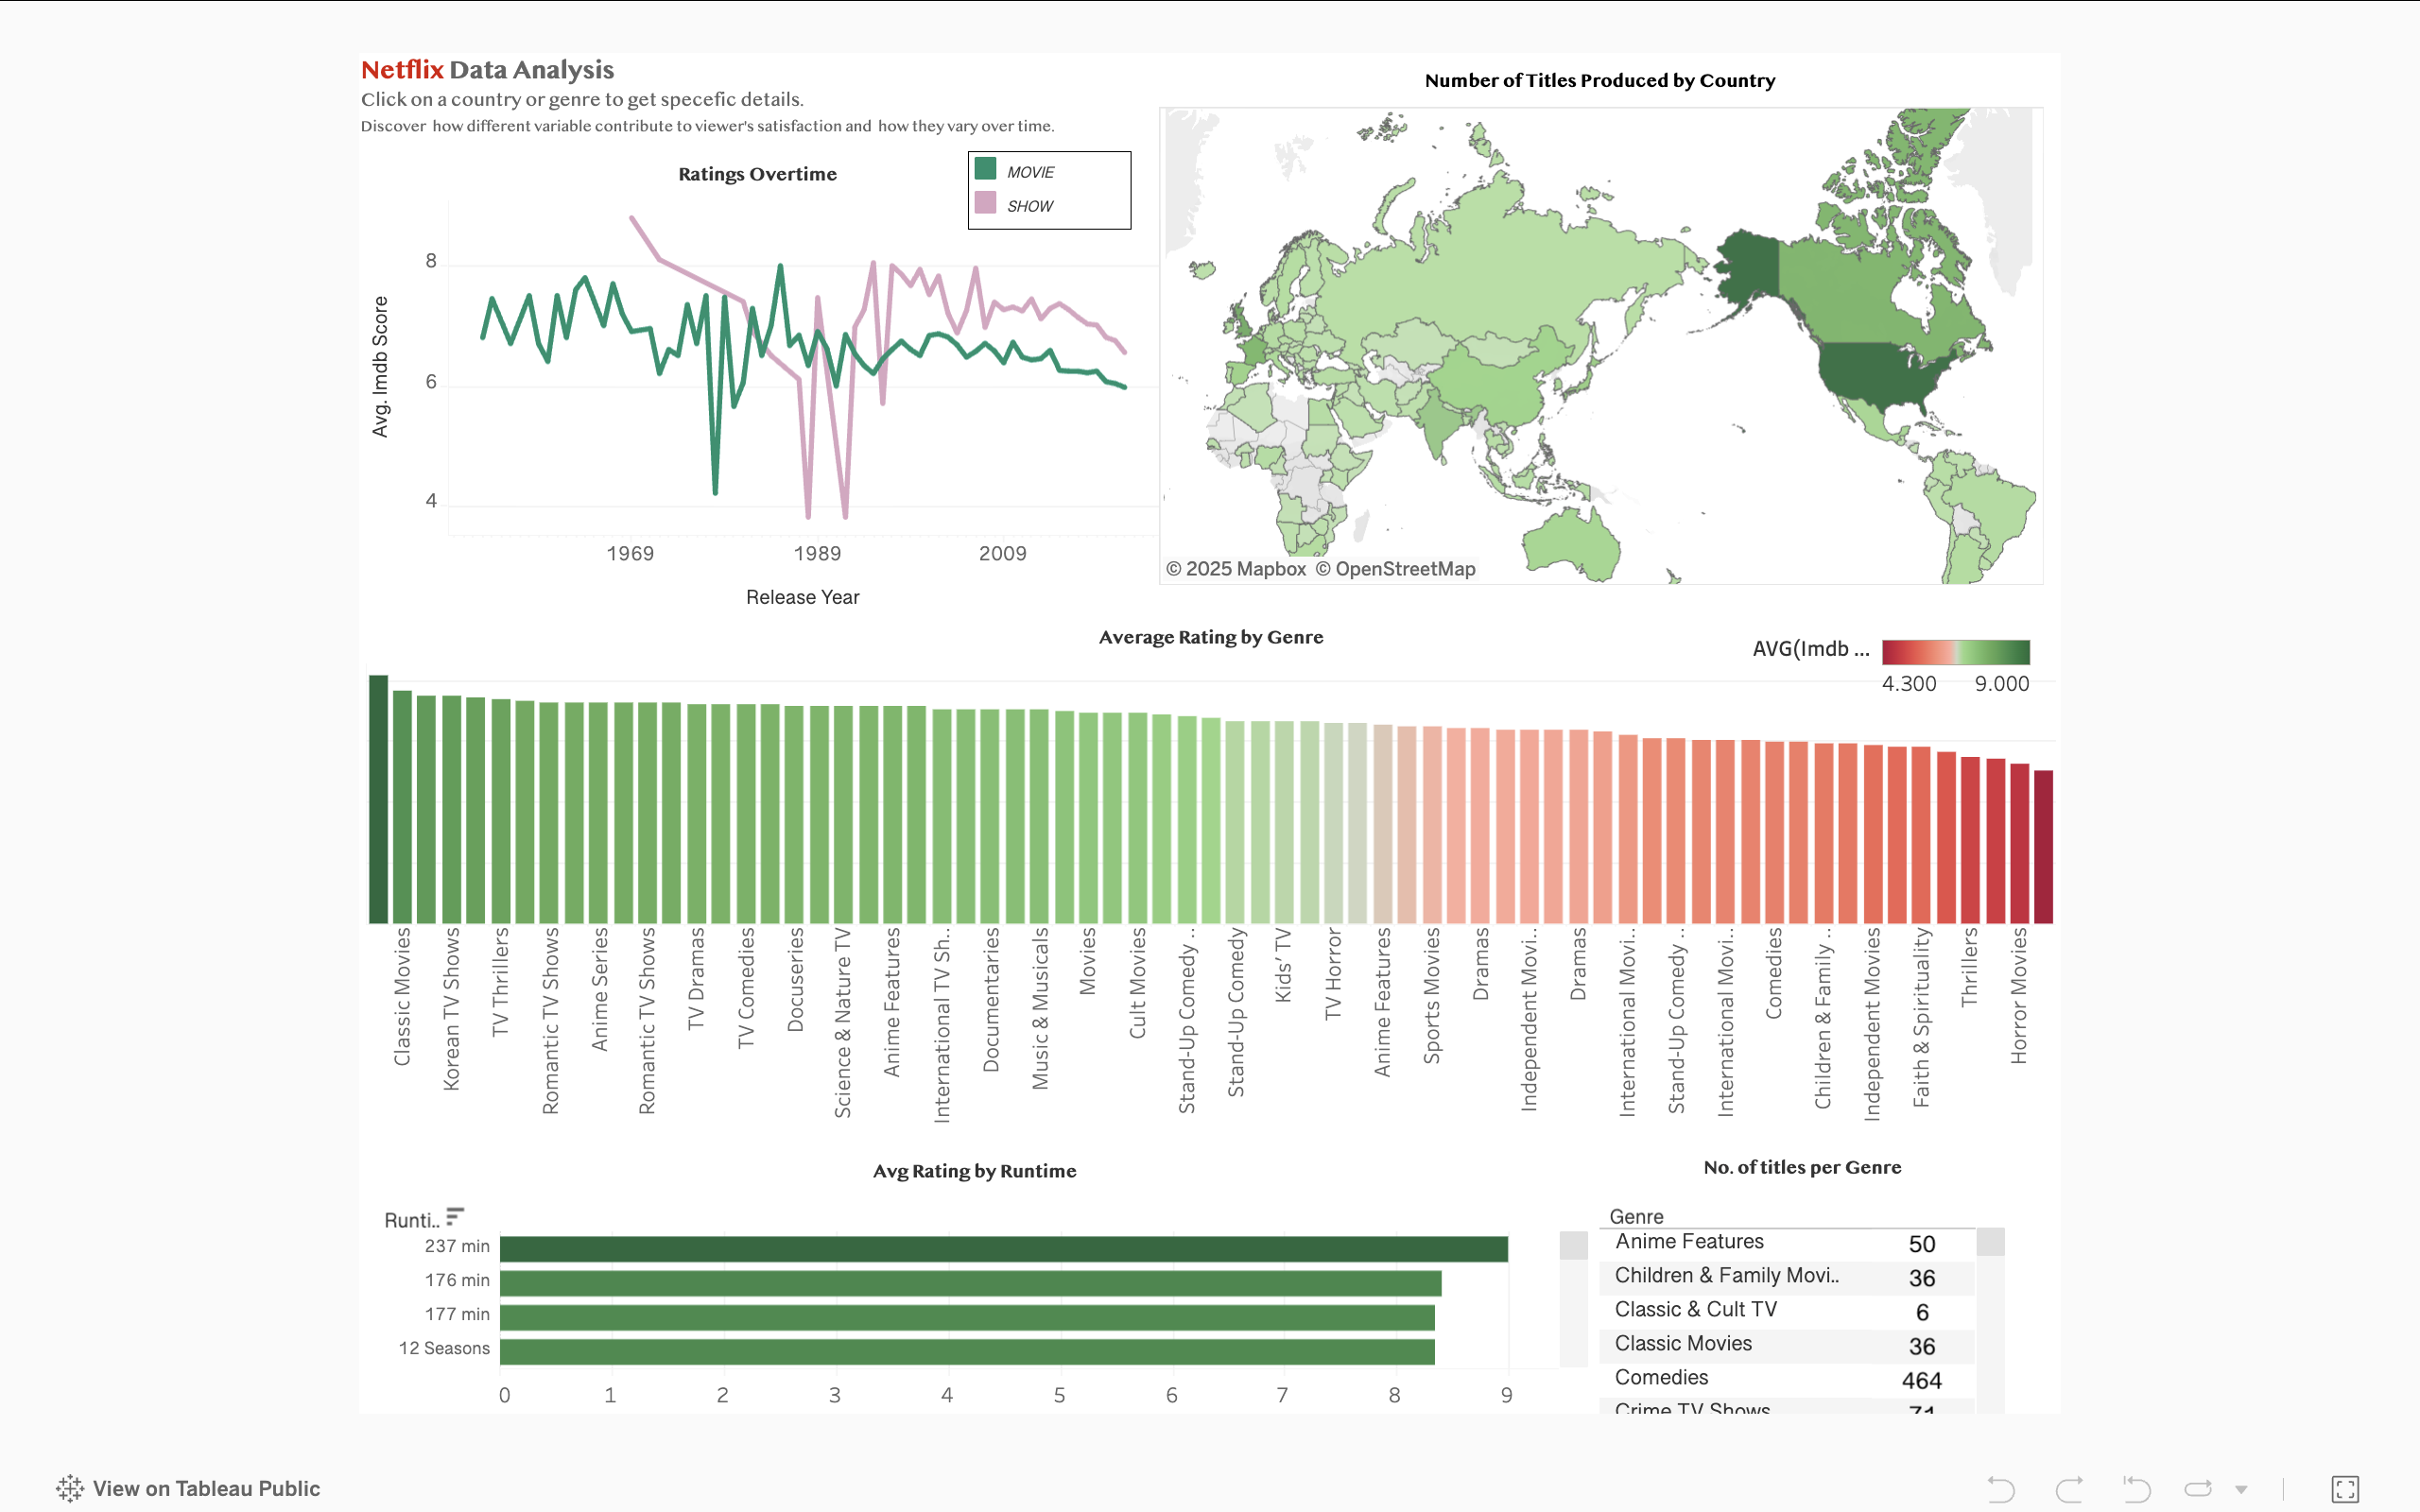 Netflix Data Analysis
Click on a country or genre to get specefic details.
Discover how different variable contribute to viewer's satisfaction and how they vary over time.
Number of Titles Produced by Country
© 2025 Mapbox © OpenStreetMap
Ratings Overtime
MOVIE
SHOW
Avg. Imdb Score
8
6
4
1969
1989
2009
Release Year
Average Rating by Genre
AVG(Imdb ...
4.300
9.000
Classic Movies
Korean TV Shows
TV Thrillers
Romantic TV Shows
Anime Series
Romantic TV Shows
TV Dramas
TV Comedies
Docuseries
Science & Nature TV
Anime Features
International TV Sh..
Documentaries
Music & Musicals
Movies
Cult Movies
Stand-Up Comedy ..
Stand-Up Comedy
Kids’ TV
TV Horror
Anime Features
Sports Movies
Dramas
Independent Movi..
Dramas
International Movi..
Stand-Up Comedy ..
International Movi..
Comedies
Children & Family ..
Independent Movies
Faith & Spirituality
Thrillers
Horror Movies
Avg Rating by Runtime
Runti..
237 min
176 min
177 min
12 Seasons
0 1 2 3 4 5 6 7 8 9
No. of titles per Genre
Genre
Anime Features 50
Children & Family Movi.. 36
Classic & Cult TV 6
Classic Movies 36
Comedies 464
Crime TV Shows 71
View on Tableau Public